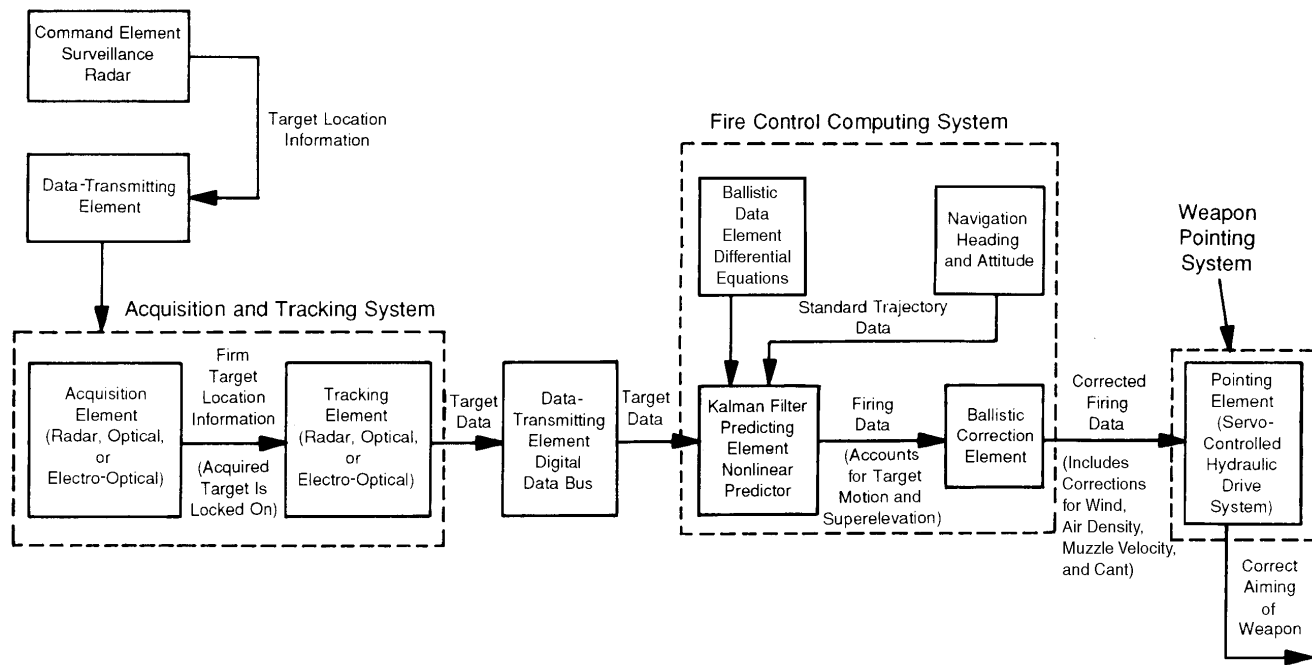 Command Element
Surveillance
Radar
Target Location
Information
Data-Transmitting
Element
Acquisition and Tracking System
Acquisition
Element
(Radar, Optical,
or
Electro-Optical)
Firm
Target
Location
Information
(Acquired
Target Is
Locked On)
Tracking
Element
(Radar, Optical,
or
Electro-Optical)
Target
Data
Data-
Transmitting
Element
Digital
Data Bus
Target
Data
Fire Control Computing System
Ballistic
Data
Element
Differential
Equations
Navigation
Heading
and Attitude
Standard Trajectory
Data
Kalman Filter
Predicting
Element
Nonlinear
Predictor
Firing
Data
(Accounts
for Target
Motion and
Superelevation)
Ballistic
Correction
Element
Corrected
Firing
Data
(Includes
Corrections
for Wind,
Air Density,
Muzzle Velocity,
and Cant)
Weapon
Pointing
System
Pointing
Element
(Servo-
Controlled
Hydraulic
Drive
System)
Correct
Aiming
of
Weapon